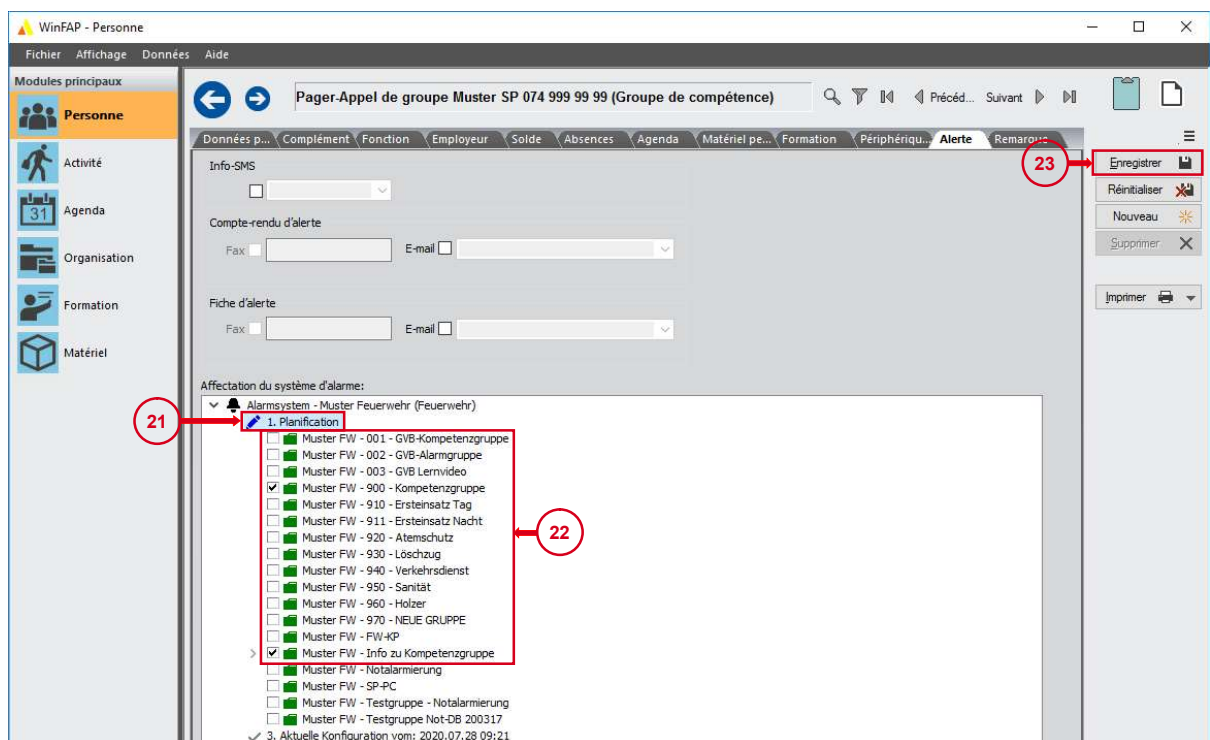 WinFAP - Personne
Fichier Affichage Données Aide
Modules principaux
Personne
Activité
31
Agenda
Organisation
Formation
Matériel
Pager-Appel de groupe Muster SP 074 999 99 99 (Groupe de compétence)
Précéd... Suivant
Données p... Complément Fonction Employeur Solde Absences Agenda Matériel pe... Formation Périphériqu... Alerte Remarque
Info-SMS
Compte-rendu d'alerte
Fax E-mail
Fiche d'alerte
Fax E-mail
Affectation du système d'alarme:
Alarmsystem - Muster Feuerwehr (Feuerwehr)
21
1. Planification
Muster FW - 001 - GVB-Kompetenzgruppe
Muster FW - 002 - GVB-Alarmgruppe
Muster FW - 003 - GVB Lernvideo
Muster FW - 900 - Kompetenzgruppe
Muster FW - 910 - Ersteinsatz Tag
Muster FW - 911 - Ersteinsatz Nacht
Muster FW - 920 - Atemschutz
22
Muster FW - 930 - Löschzug
Muster FW - 940 - Verkehrsdienst
Muster FW - 950 - Sanität
Muster FW - 960 - Holzer
Muster FW - 970 - NEUE GRUPPE
Muster FW - FW-KP
Muster FW - Info zu Kompetenzgruppe
Muster FW - Notalarmierung
Muster FW - SP-PC
Muster FW - Testgruppe - Notalarmierung
Muster FW - Testgruppe Not-DB 200317
3. Aktuelle Konfiguration vom: 2020.07.28 09:21
23
Enregistrer
Réinitialiser
Nouveau
Supprimer
Imprimer